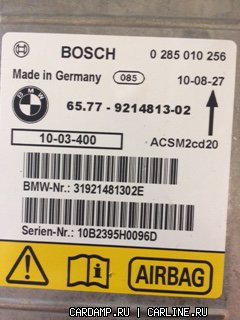 BOSCH 0 285 010 256
Made in Germany 085 10-08-27
BMW
65.77 - 9214813-02
10-03-400 ACSM2cd20
BMW-Nr.: 31921481302E
Serien-Nr.: 10B2395H0096D
AIRBAG
CARDAMP.RU | CARLINE.RU